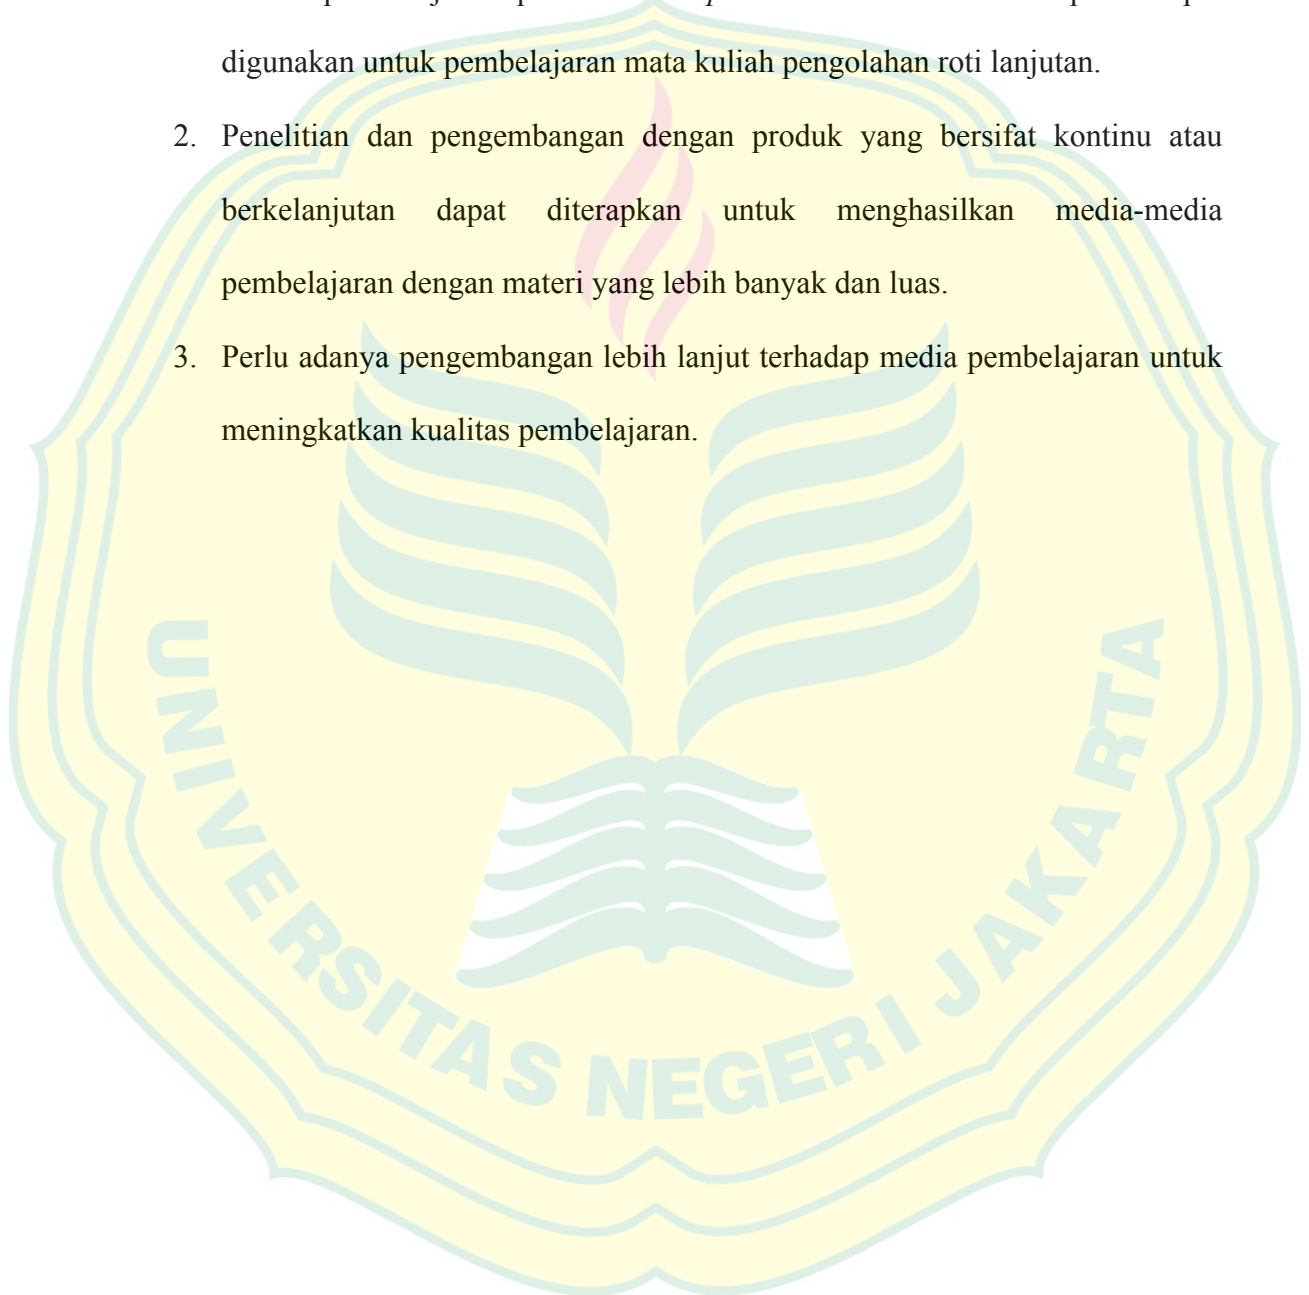 digunakan untuk pembelajaran mata kuliah pengolahan roti lanjutan.
2. Penelitian dan pengembangan dengan produk yang bersifat kontinu atau
berkelanjutan dapat diterapkan untuk menghasilkan media-media
pembelajaran dengan materi yang lebih banyak dan luas.
3. Perlu adanya pengembangan lebih lanjut terhadap media pembelajaran untuk
meningkatkan kualitas pembelajaran.
UNIVERSITAS NEGERI JAKARTA